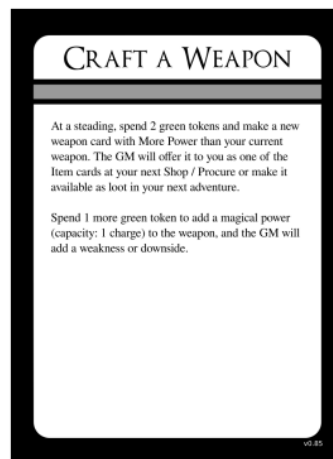 CRAFT A WEAPON
At a steading, spend 2 green tokens and make a new
weapon card with More Power than your current
weapon. The GM will offer it to you as one of the
Item cards at your next Shop / Procure or make it
available as loot in your next adventure.
Spend 1 more green token to add a magical power
(capacity: 1 charge) to the weapon, and the GM will
add a weakness or downside.
v0.85